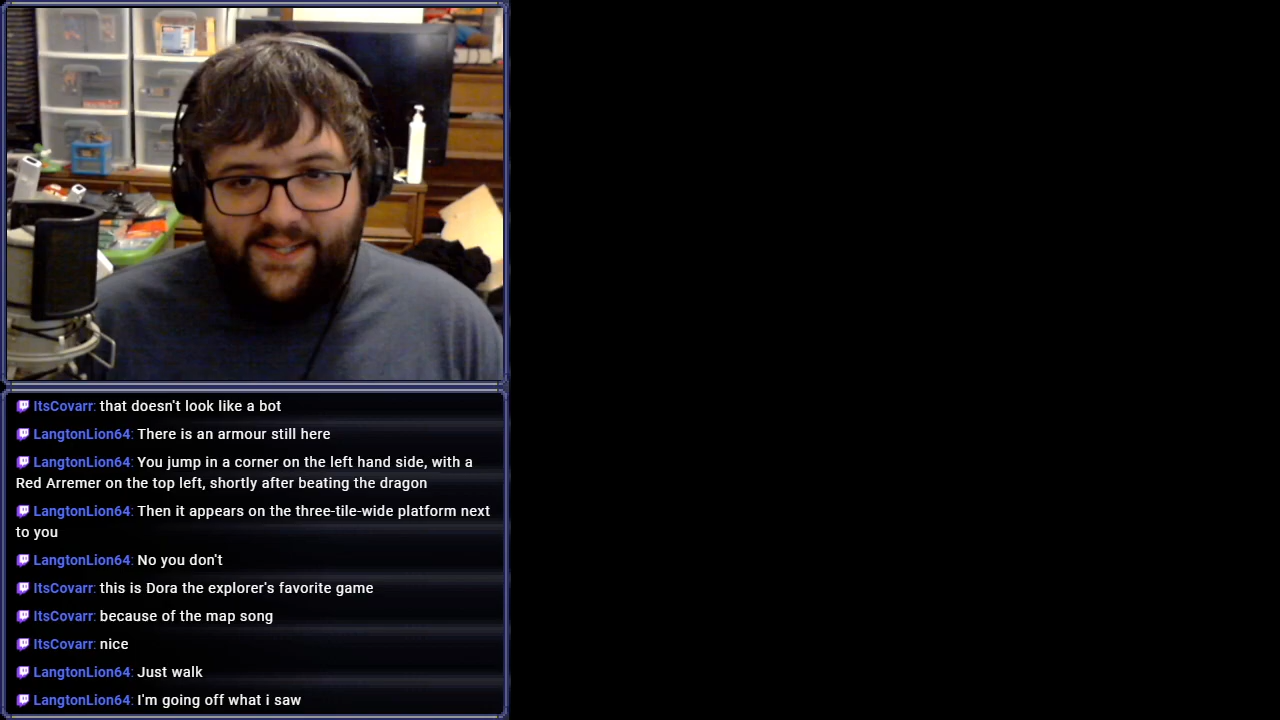 ItsCovarr: that doesn't look like a bot
LangtonLion64: There is an armour still here
LangtonLion64: You jump in a corner on the left hand side, with a
Red Arremer on the top left, shortly after beating the dragon
LangtonLion64: Then it appears on the three-tile-wide platform next
to you
LangtonLion64: No you don't
ItsCovarr: this is Dora the explorer's favorite game
ItsCovarr: because of the map song
ItsCovarr: nice
LangtonLion64: Just walk
LangtonLion64: I'm going off what i saw